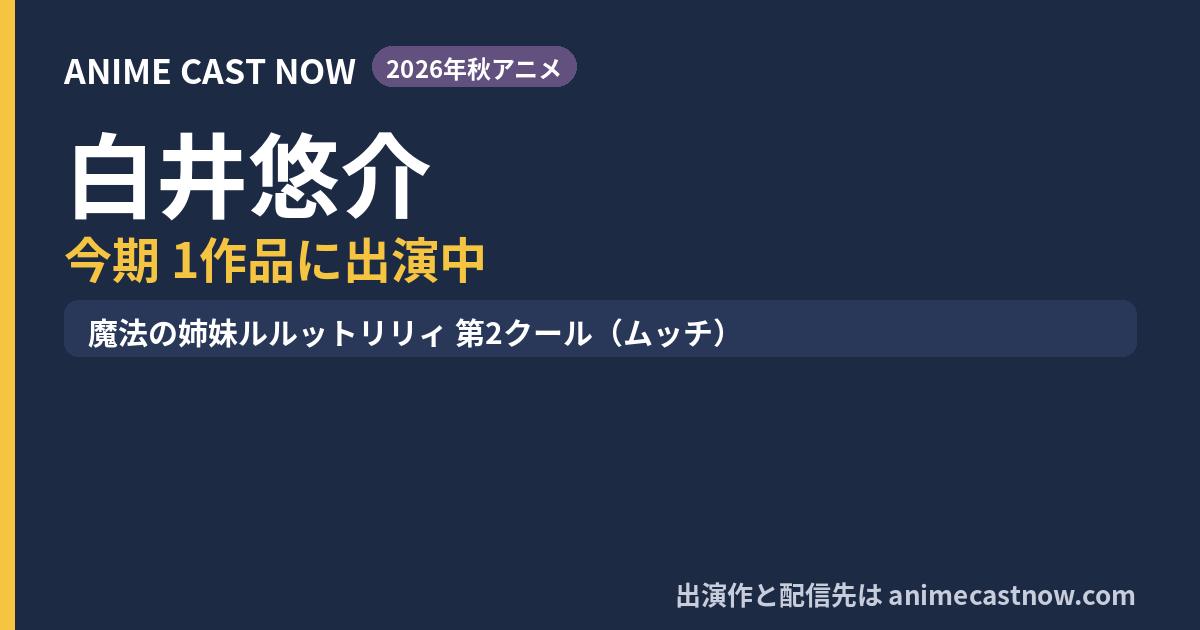 ANIME CAST NOW 2026年秋アニメ
白井悠介
今期 1作品に出演中
魔法の姉妹ルルットリリィ 第2クール（ムッチ）
出演作と配信先は animecastnow.com